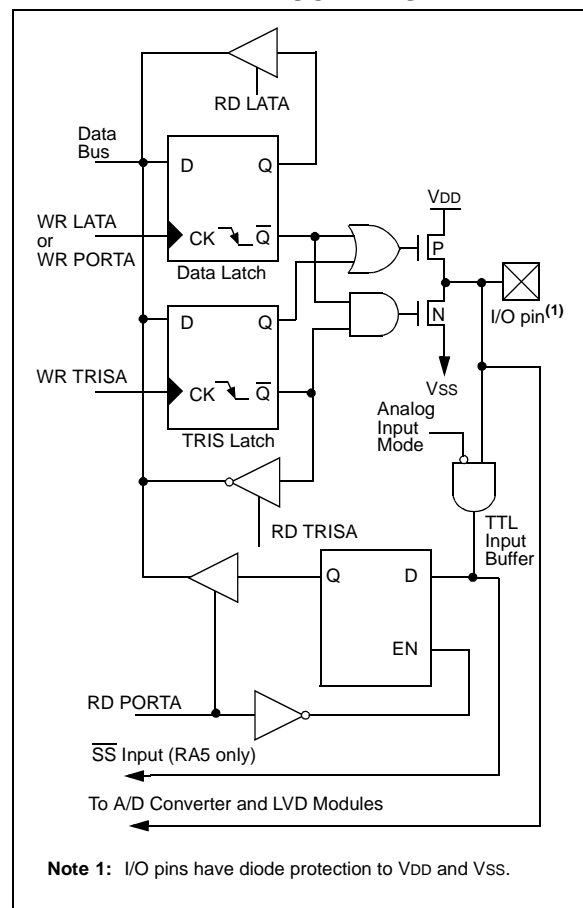 RD LATA
Data
Bus
D Q
WR LATA
or
WR PORTA
CK Q
Data Latch
VDD
P
N
I/O pin(1)
VSS
D Q
WR TRISA
CK Q
TRIS Latch
Analog
Input
Mode
TTL
Input
Buffer
RD TRISA
Q D
EN
RD PORTA
SS Input (RA5 only)
To A/D Converter and LVD Modules
Note 1: I/O pins have diode protection to VDD and VSS.